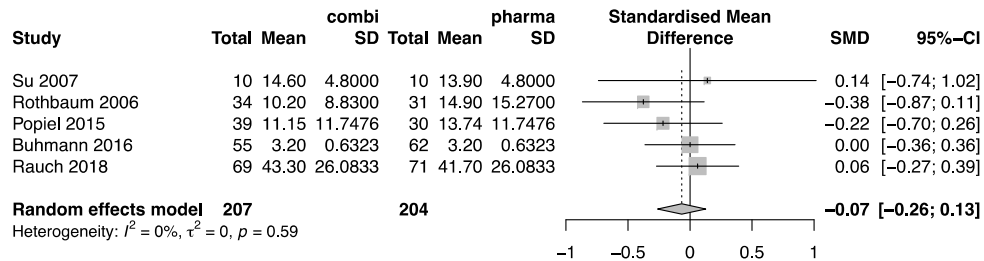 combi pharma Standardised Mean
Study Total Mean SD Total Mean SD Difference SMD 95%−CI
Su 2007 10 14.60 4.8000 10 13.90 4.8000 0.14 [−0.74; 1.02]
Rothbaum 2006 34 10.20 8.8300 31 14.90 15.2700 −0.38 [−0.87; 0.11]
Popiel 2015 39 11.15 11.7476 30 13.74 11.7476 −0.22 [−0.70; 0.26]
Buhmann 2016 55 3.20 0.6323 62 3.20 0.6323 0.00 [−0.36; 0.36]
Rauch 2018 69 43.30 26.0833 71 41.70 26.0833 0.06 [−0.27; 0.39]
Random effects model 207 204 −0.07 [−0.26; 0.13]
Heterogeneity: I² = 0%, τ² = 0, p = 0.59
−1 −0.5 0 0.5 1